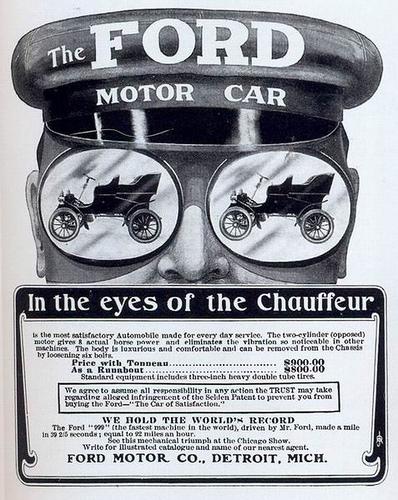 The FORD
MOTOR CAR
In the eyes of the Chauffeur
is the most satisfactory Automobile made for every day service. The two-cylinder (opposed)
motor gives 8 actual horse power and eliminates the vibration so noticeable in other
machines. The body is luxurious and comfortable and can be removed from the Chassis
by loosening six bolts.
Price with Tonneau.................... $900.00
As a Runabout............................ $800.00
Standard equipment includes three-inch heavy double tube tires.
We agree to assume all responsibility in any action the TRUST may take
regarding alleged infringement of the Selden Patent to prevent you from
buying the Ford—"The Car of Satisfaction."
WE HOLD THE WORLD'S RECORD
The Ford "999" (the fastest machine in the world), driven by Mr. Ford, made a mile
in 39 2/5 seconds; equal to 92 miles an hour.
See this mechanical triumph at the Chicago Show.
Write for illustrated catalogue and name of our nearest agent.
FORD MOTOR CO., DETROIT, MICH.